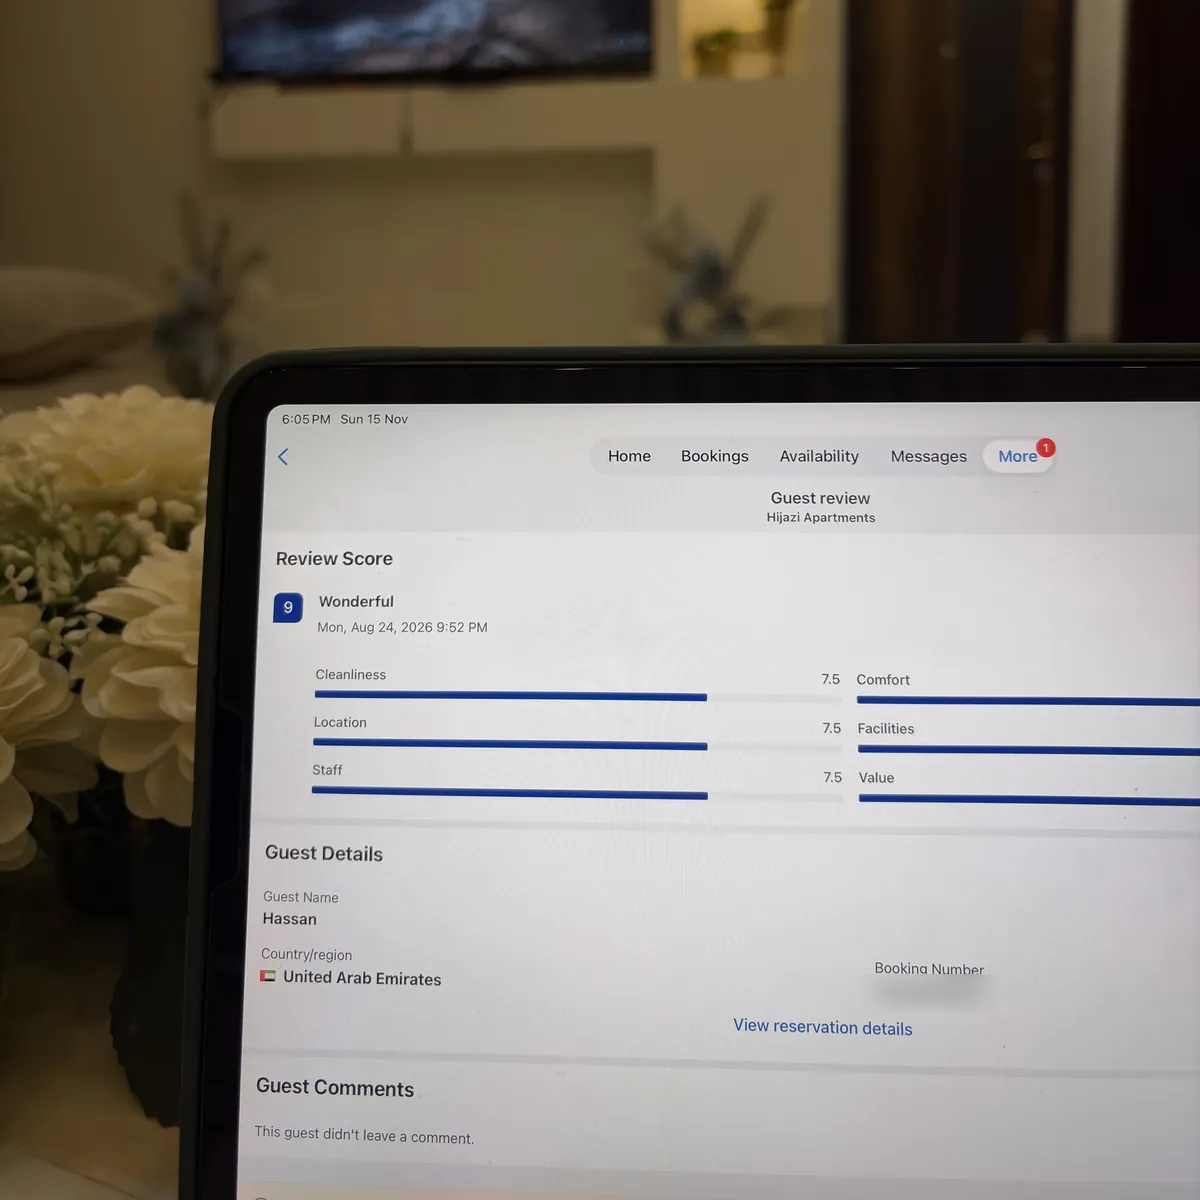 6:05 PM Sun 15 Nov
Home Bookings Availability Messages More 1
Guest review
Hijazi Apartments
Review Score
9 Wonderful
Mon, Aug 24, 2026 9:52 PM
Cleanliness 7.5 Comfort
Location 7.5 Facilities
Staff 7.5 Value
Guest Details
Guest Name
Hassan
Country/region
United Arab Emirates
Booking Number
View reservation details
Guest Comments
This guest didn't leave a comment.